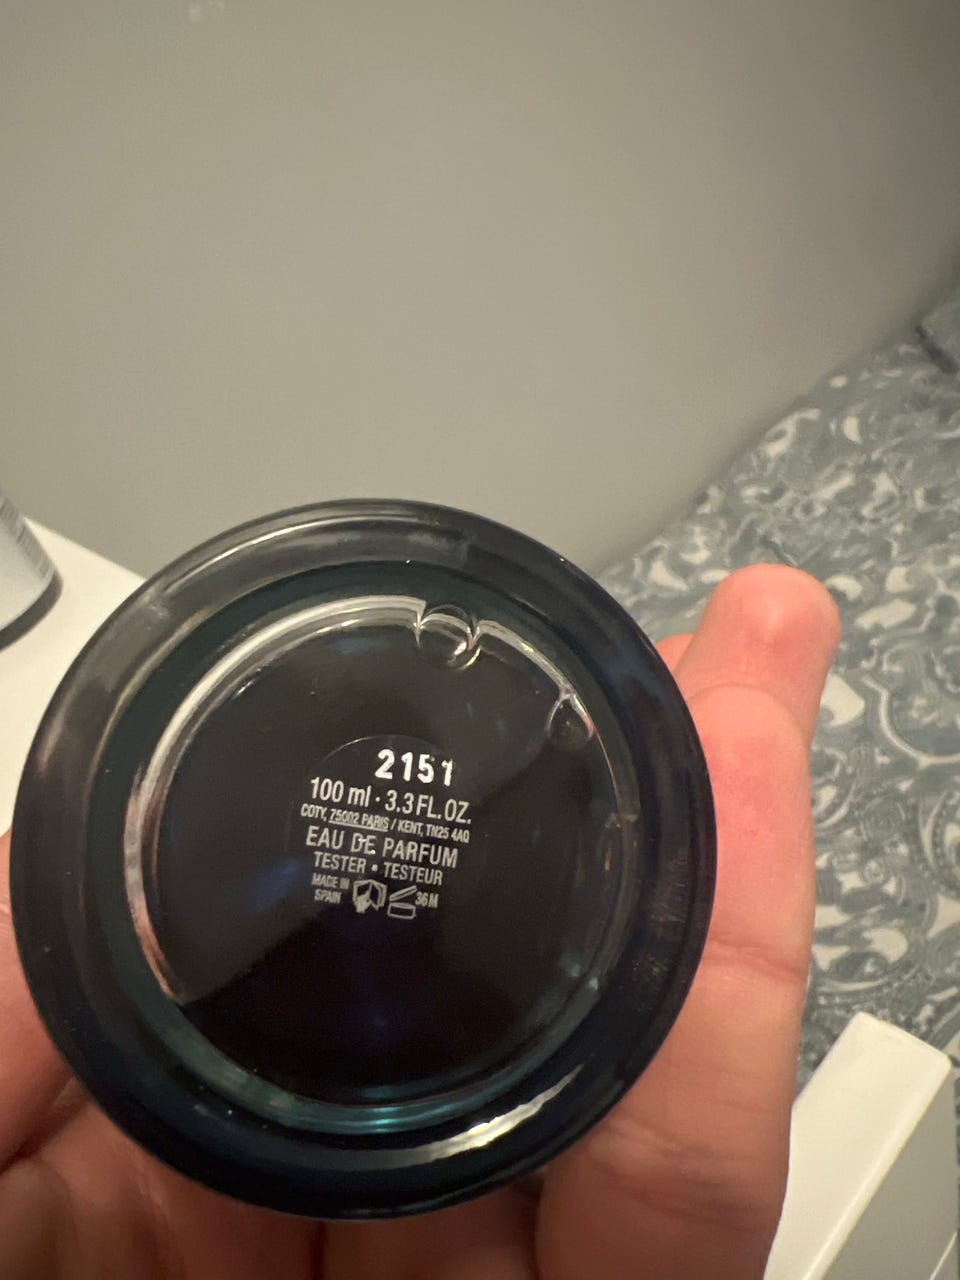 2151
100 ml · 3.3 FL. OZ.
COTY, 75002 PARIS / KENT, TN25 4AQ
EAU DE PARFUM
TESTER • TESTEUR
MADE IN
SPAIN
36 M